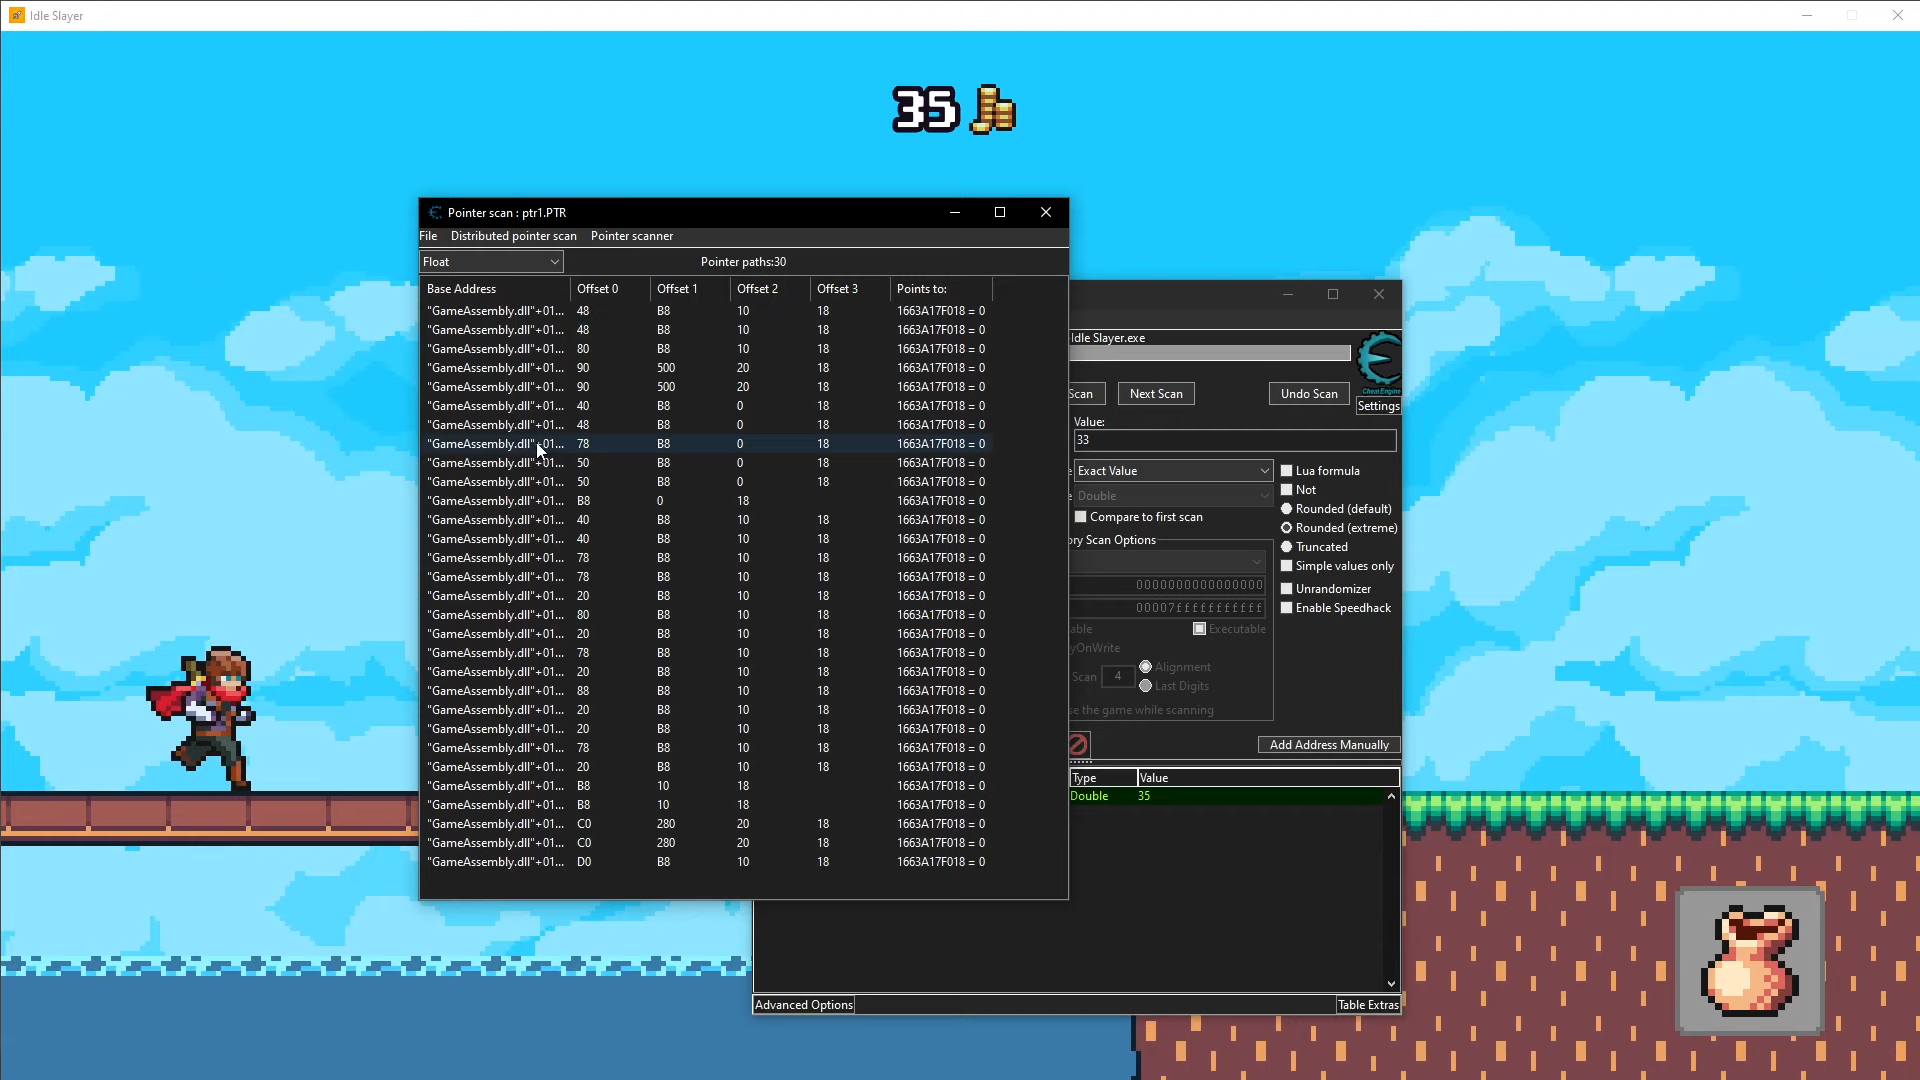 Idle Slayer
35
Pointer scan : ptr1.PTR
File Distributed pointer scan Pointer scanner
Float Pointer paths:30
Base Address Offset 0 Offset 1 Offset 2 Offset 3 Points to:
"GameAssembly.dll"+01... 48 B8 10 18 1663A17F018 = 0
"GameAssembly.dll"+01... 48 B8 10 18 1663A17F018 = 0
"GameAssembly.dll"+01... 80 B8 10 18 1663A17F018 = 0
"GameAssembly.dll"+01... 90 500 20 18 1663A17F018 = 0
"GameAssembly.dll"+01... 90 500 20 18 1663A17F018 = 0
"GameAssembly.dll"+01... 40 B8 0 18 1663A17F018 = 0
"GameAssembly.dll"+01... 48 B8 0 18 1663A17F018 = 0
"GameAssembly.dll"+01... 78 B8 0 18 1663A17F018 = 0
"GameAssembly.dll"+01... 50 B8 0 18 1663A17F018 = 0
"GameAssembly.dll"+01... 50 B8 0 18 1663A17F018 = 0
"GameAssembly.dll"+01... B8 0 18 1663A17F018 = 0
"GameAssembly.dll"+01... 40 B8 10 18 1663A17F018 = 0
"GameAssembly.dll"+01... 40 B8 10 18 1663A17F018 = 0
"GameAssembly.dll"+01... 78 B8 10 18 1663A17F018 = 0
"GameAssembly.dll"+01... 78 B8 10 18 1663A17F018 = 0
"GameAssembly.dll"+01... 20 B8 10 18 1663A17F018 = 0
"GameAssembly.dll"+01... 80 B8 10 18 1663A17F018 = 0
"GameAssembly.dll"+01... 20 B8 10 18 1663A17F018 = 0
"GameAssembly.dll"+01... 78 B8 10 18 1663A17F018 = 0
"GameAssembly.dll"+01... 20 B8 10 18 1663A17F018 = 0
"GameAssembly.dll"+01... 88 B8 10 18 1663A17F018 = 0
"GameAssembly.dll"+01... 20 B8 10 18 1663A17F018 = 0
"GameAssembly.dll"+01... 20 B8 10 18 1663A17F018 = 0
"GameAssembly.dll"+01... 78 B8 10 18 1663A17F018 = 0
"GameAssembly.dll"+01... 20 B8 10 18 1663A17F018 = 0
"GameAssembly.dll"+01... B8 10 18 1663A17F018 = 0
"GameAssembly.dll"+01... B8 10 18 1663A17F018 = 0
"GameAssembly.dll"+01... C0 280 20 18 1663A17F018 = 0
"GameAssembly.dll"+01... C0 280 20 18 1663A17F018 = 0
"GameAssembly.dll"+01... D0 B8 10 18 1663A17F018 = 0
Idle Slayer.exe
Cheat Engine
Scan Next Scan Undo Scan
Settings
Value:
33
Exact Value Lua formula
Double Not
Rounded (default)
Compare to first scan Rounded (extreme)
ory Scan Options Truncated
Simple values only
0000000000000000 Unrandomizer
00007fffffffffff Enable Speedhack
able Executable
yOnWrite
Scan 4 Alignment
Last Digits
se the game while scanning
Add Address Manually
Type Value
Double 35
Advanced Options Table Extras